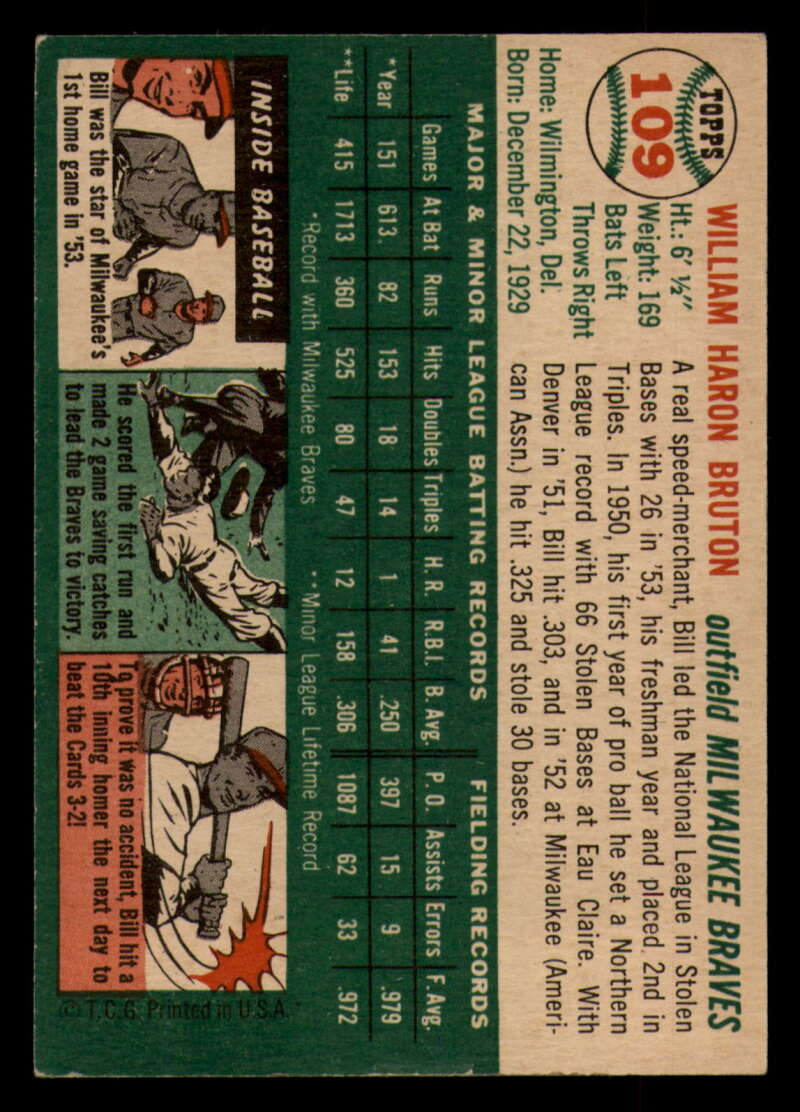 TOPPS
109
WILLIAM HARON BRUTON outfield MILWAUKEE BRAVES
Ht.: 6' ½"
Weight: 169
Bats Left
Throws Right
Home: Wilmington, Del.
Born: December 22, 1929
A real speed-merchant, Bill led the National League in Stolen
Bases with 26 in '53, his freshman year and placed 2nd in
Triples. In 1950, his first year of pro ball he set a Northern
League record with 66 Stolen Bases at Eau Claire. With
Denver in '51, Bill hit .303, and in '52 at Milwaukee (Ameri-
can Assn.) he hit .325 and stole 30 bases.
MAJOR & MINOR LEAGUE BATTING RECORDS FIELDING RECORDS
Games At Bat Runs Hits Doubles Triples H. R. R.B.I. B. Avg. P. O. Assists Errors F. Avg.
*Year 151 613 82 153 18 14 1 41 .250 397 15 9 .979
**Life 415 1713 360 525 80 47 12 158 .306 1087 62 33 .972
*Record with Milwaukee Braves **Minor League Lifetime Record
INSIDE BASEBALL
Bill was the star of Milwaukee's
1st home game in '53.
He scored the first run and
made 2 game saving catches
to lead the Braves to victory.
To prove it was no accident, Bill hit a
10th inning homer the next day to
beat the Cards 3-2!
© T.C.G. Printed in U.S.A.